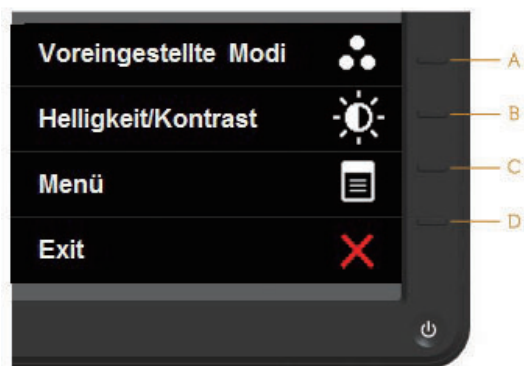 Voreingestellte Modi
A
Helligkeit/Kontrast
B
Menü
C
D
Exit